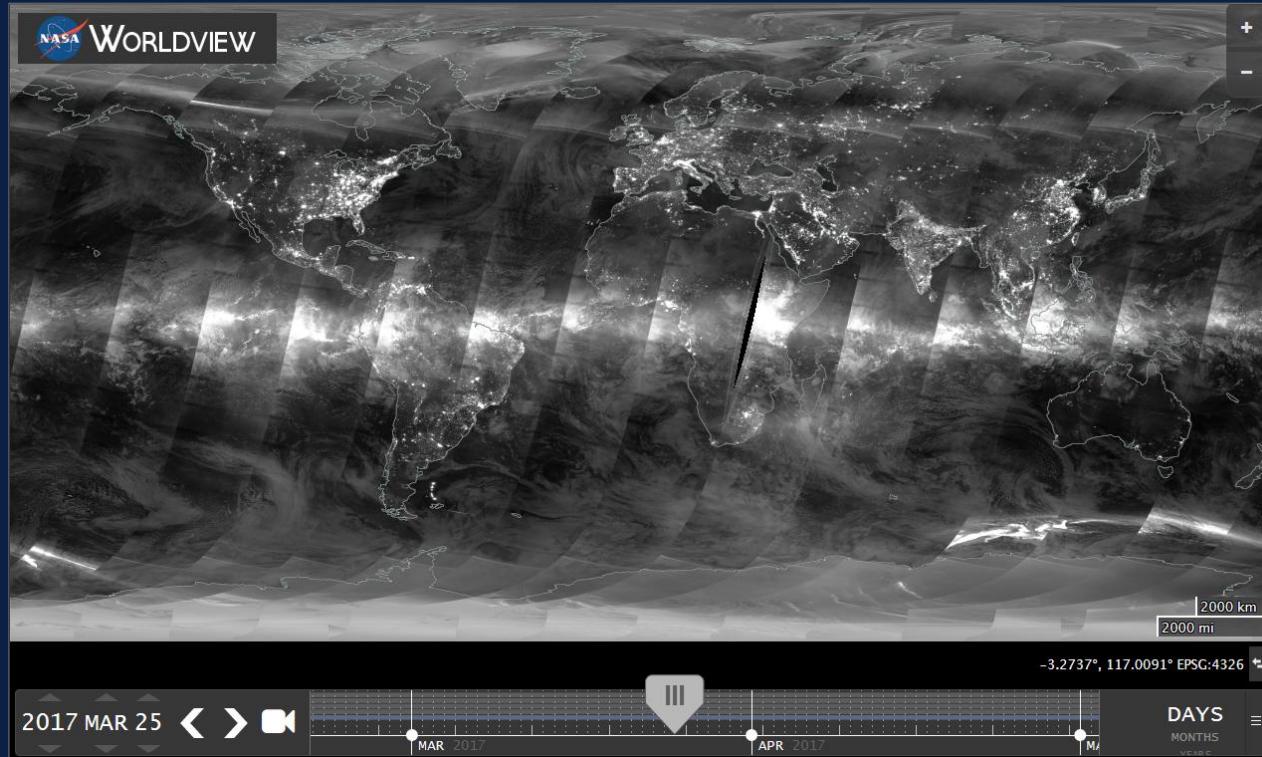 NASA WORLDVIEW
+
−
2000 km
2000 mi
-3.2737°, 117.0091° EPSG:4326
2017 MAR 25
MAR 2017
APR 2017
DAYS
MONTHS
YEARS